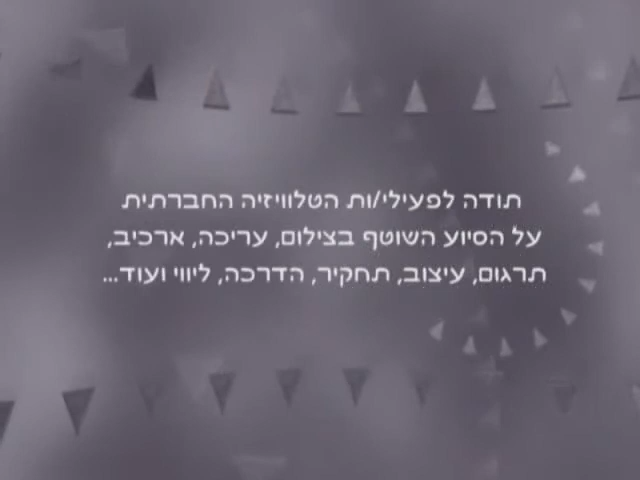 תודה לפעילי/ות הטלוויזיה החברתית
על הסיוע השוטף בצילום, עריכה, ארכיב,
תרגום, עיצוב, תחקיר, הדרכה, ליווי ועוד...